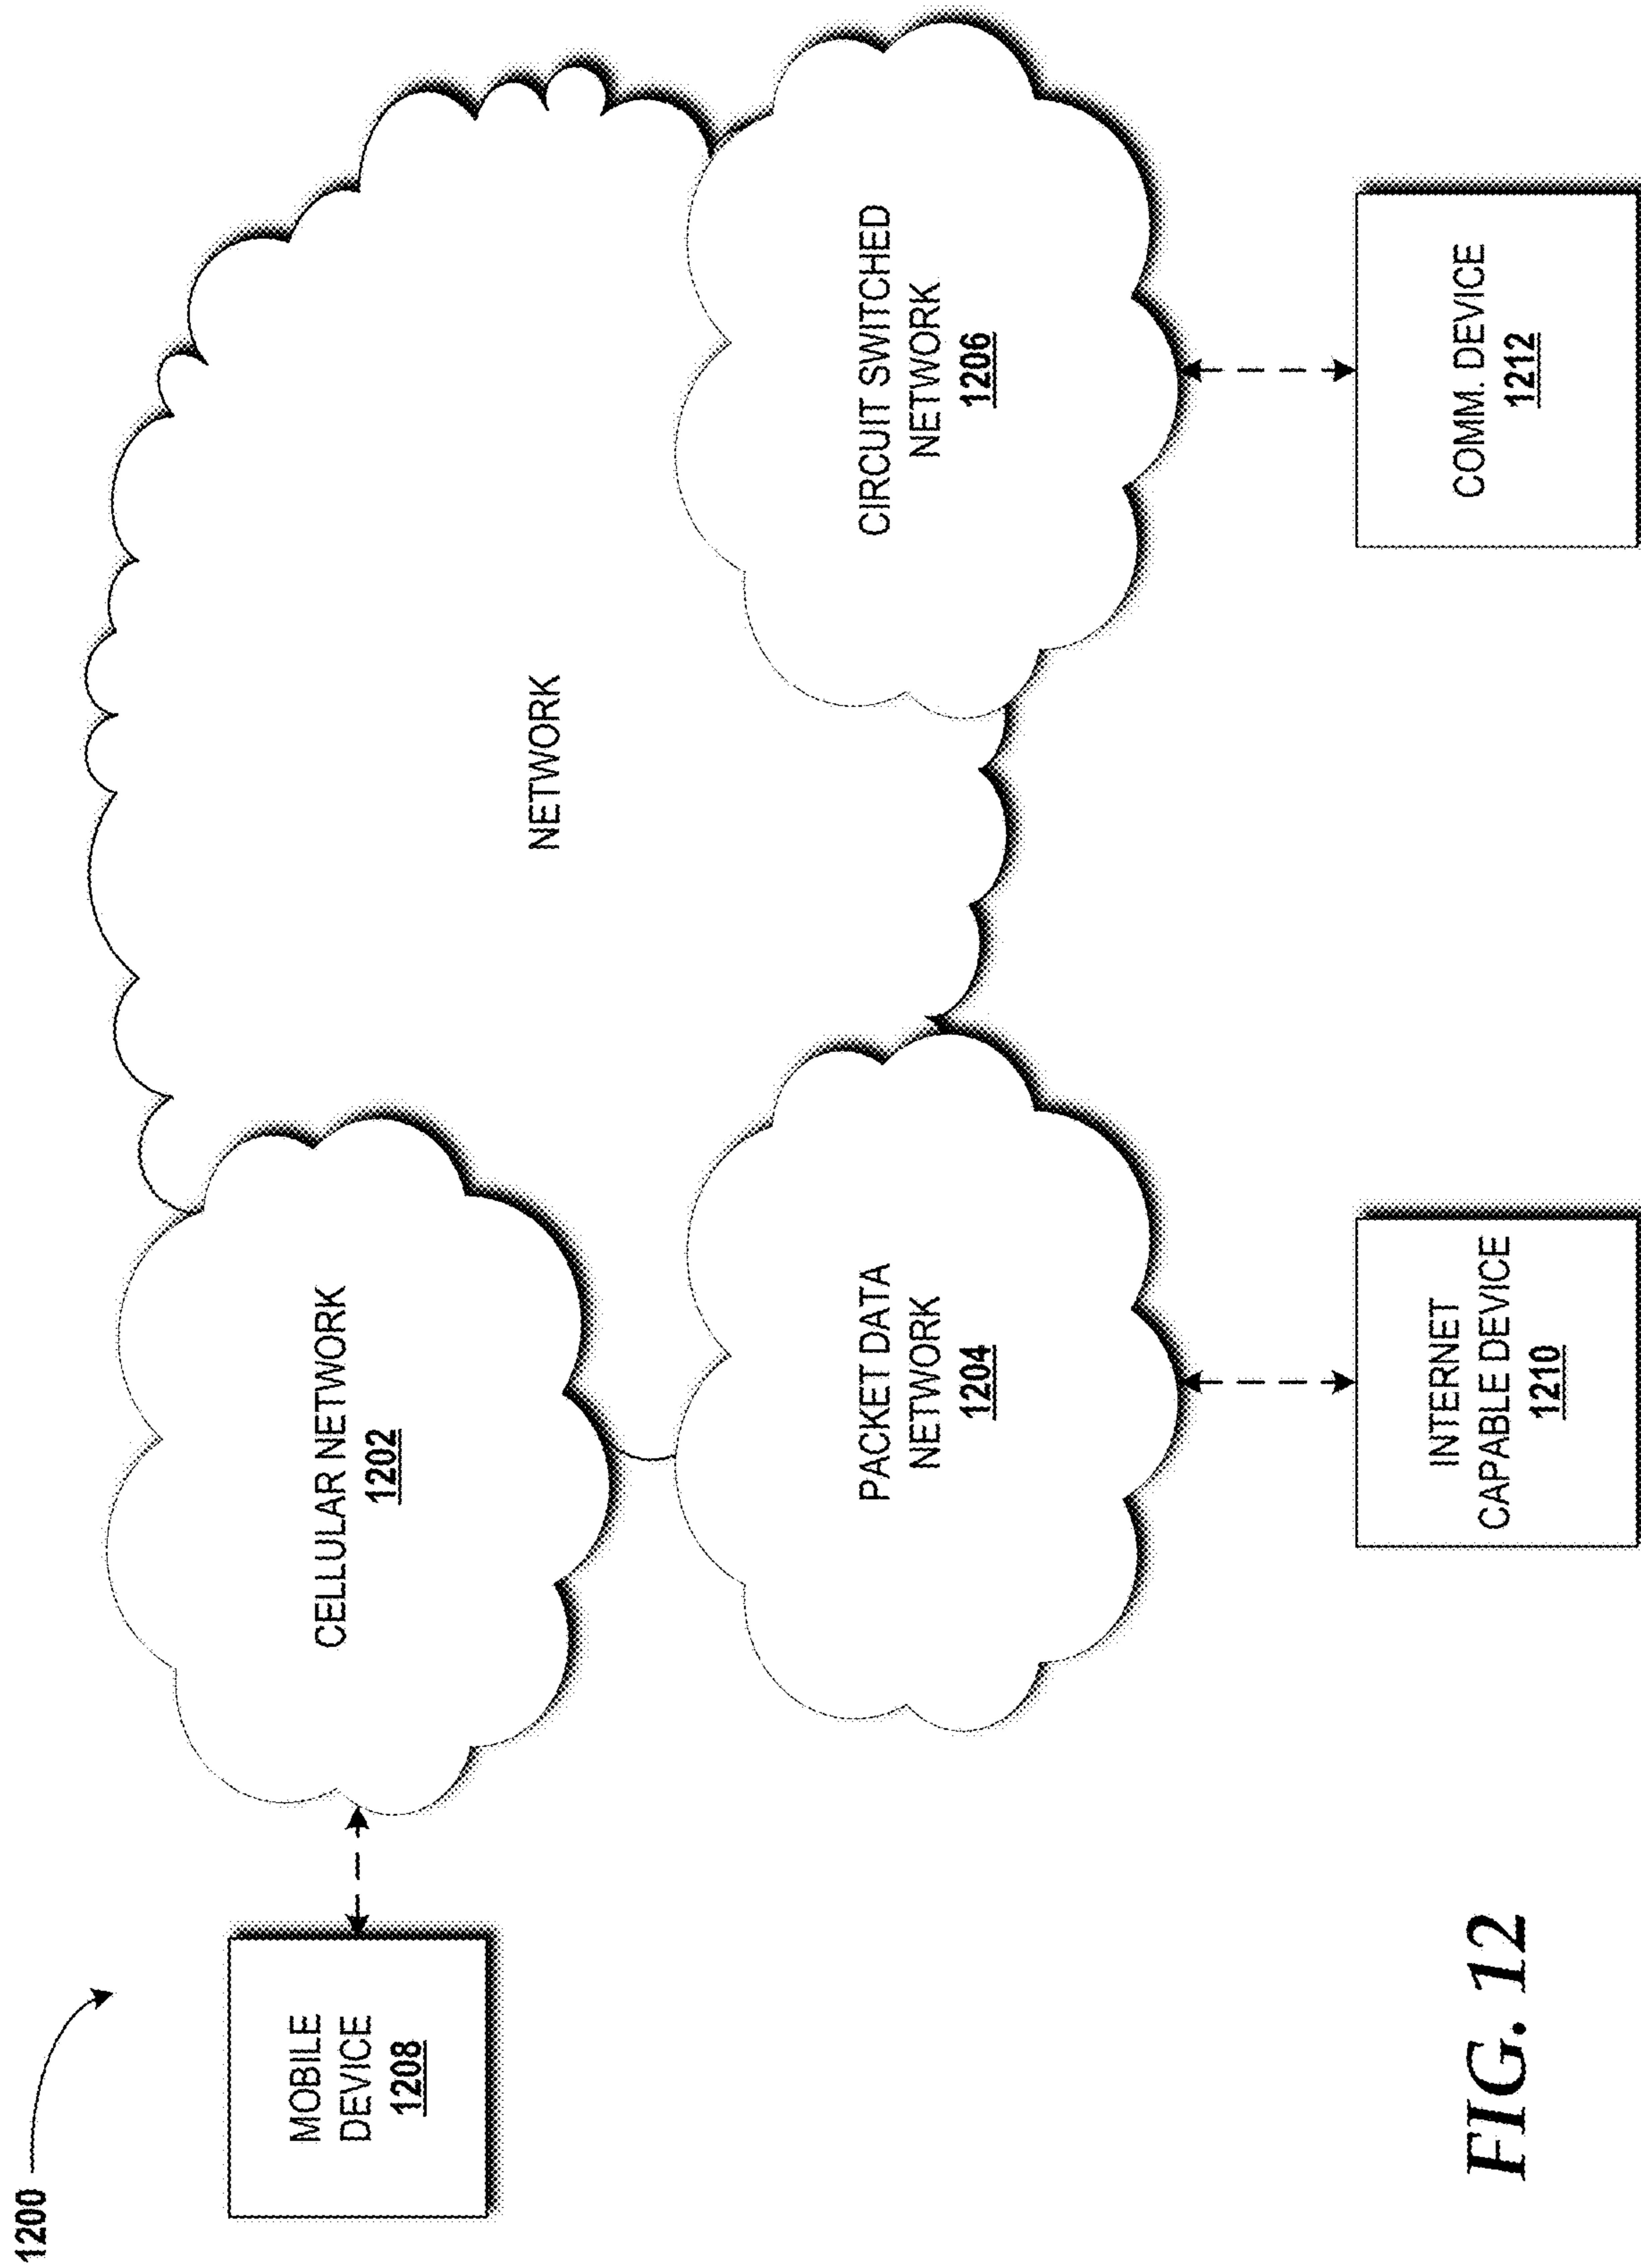 1200
MOBILE
DEVICE
1208
CELLULAR NETWORK
1202
NETWORK
PACKET DATA
NETWORK
1204
CIRCUIT SWITCHED
NETWORK
1206
INTERNET
CAPABLE DEVICE
1210
COMM. DEVICE
1212
FIG. 12